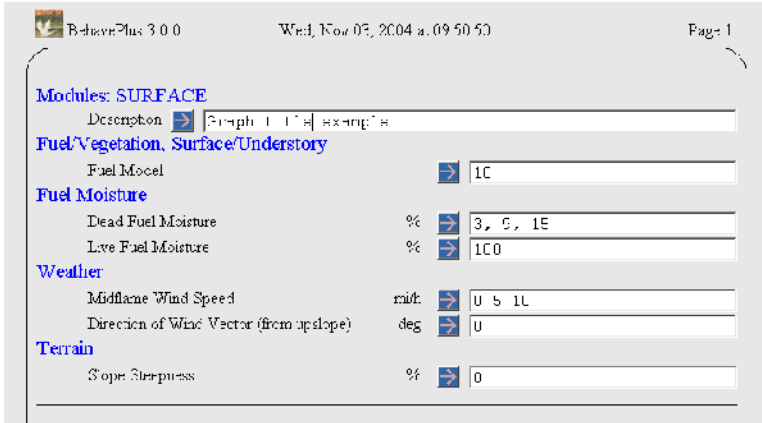 BehavePlus 3.0.0 Wed, Nov 03, 2004 at 09:50:50 Page 1
Modules: SURFACE
Description Graph title example
Fuel/Vegetation, Surface/Understory
Fuel Model 10
Fuel Moisture
Dead Fuel Moisture % 3, 9, 15
Live Fuel Moisture % 100
Weather
Midflame Wind Speed mi/h 0 5 10
Direction of Wind Vector (from upslope) deg 0
Terrain
Slope Steepness % 0